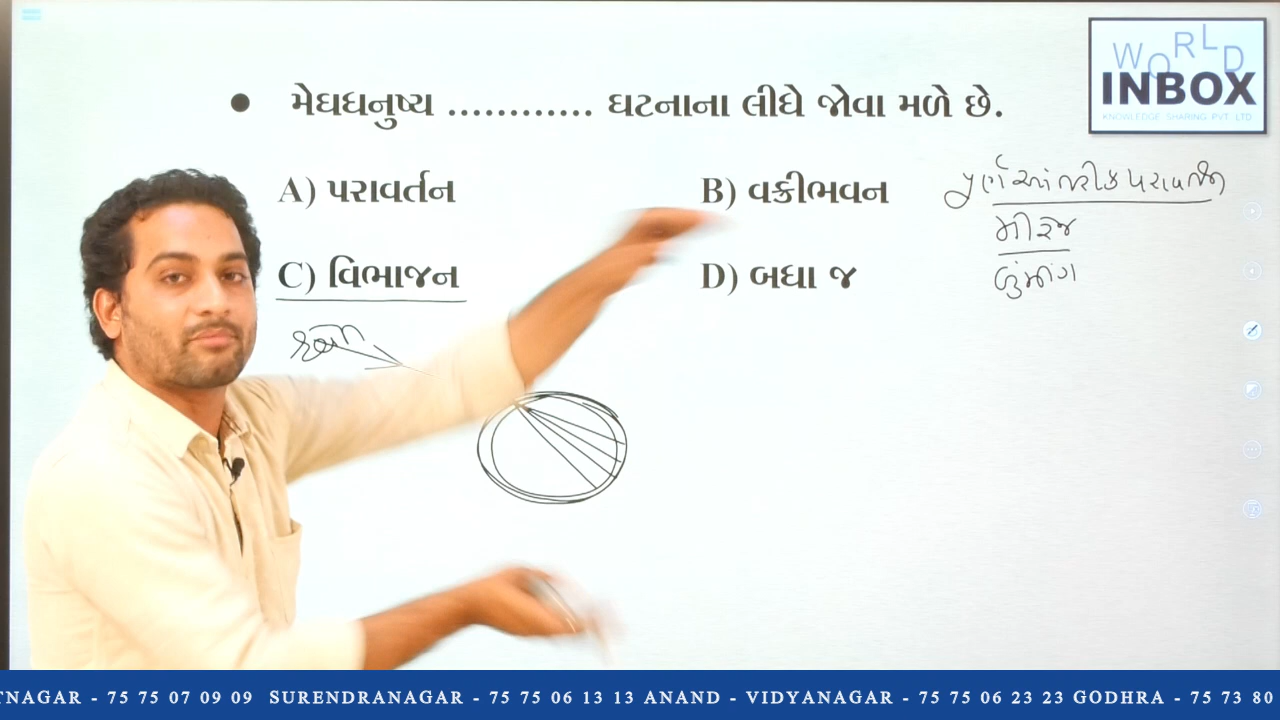 WORLD
INBOX
KNOWLEDGE SHARING PVT. LTD
● મેઘધનુષ્ય ............ ઘટનાના લીધે જોવા મળે છે.
A) પરાવર્તન
B) વક્રીભવન
પૂર્ણ આંતરીક પરાવર્તન
C) વિભાજન
D) બધા જ
મીરજ
TNAGAR - 75 75 07 09 09 SURENDRANAGAR - 75 75 06 13 13 ANAND - VIDYANAGAR - 75 75 06 23 23 GODHRA - 75 73 80